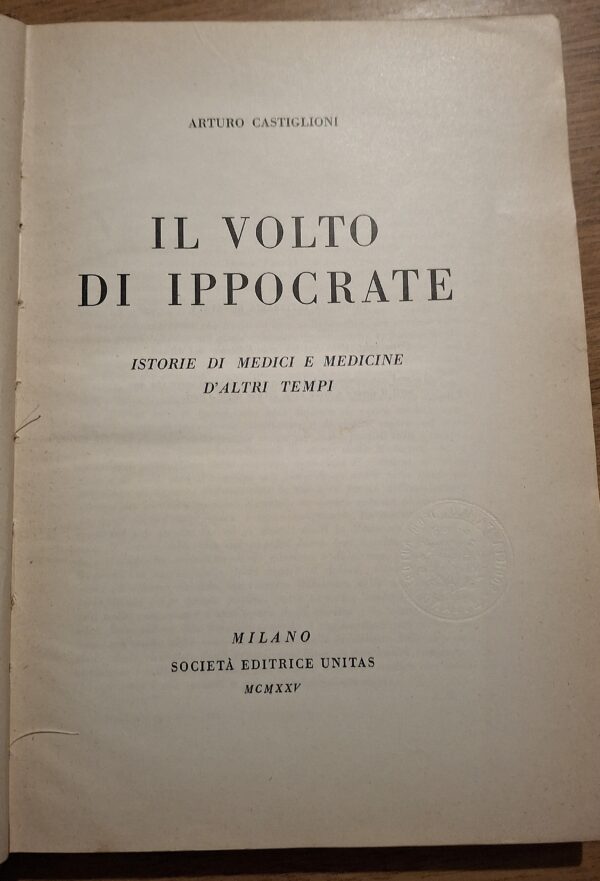 ARTURO CASTIGLIONI
IL VOLTO
DI IPPOCRATE
ISTORIE DI MEDICI E MEDICINE
D'ALTRI TEMPI
MILANO
SOCIETÀ EDITRICE UNITAS
MCMXXV